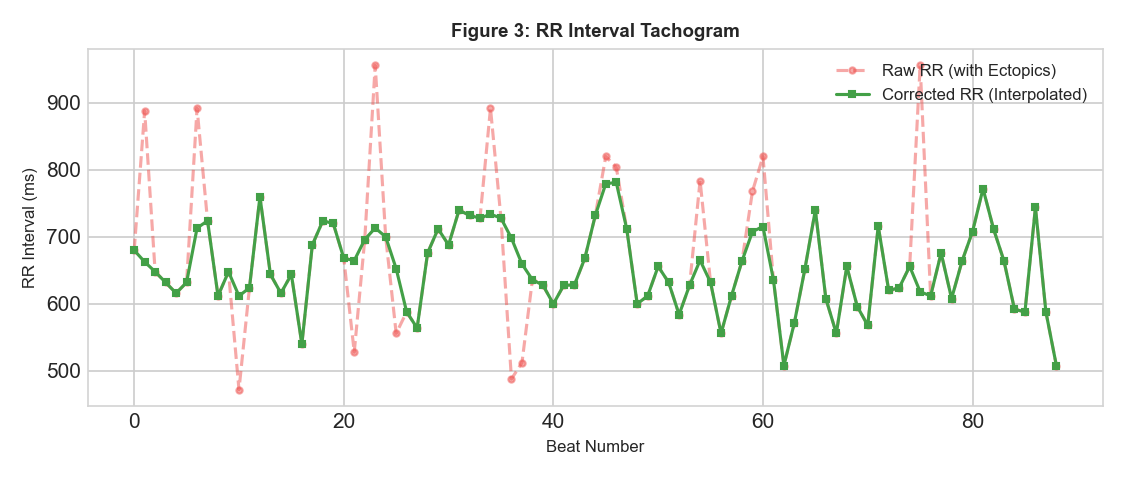 Figure 3: RR Interval Tachogram
Raw RR (with Ectopics)
Corrected RR (Interpolated)
RR Interval (ms)
900
800
700
600
500
0 20 40 60 80
Beat Number